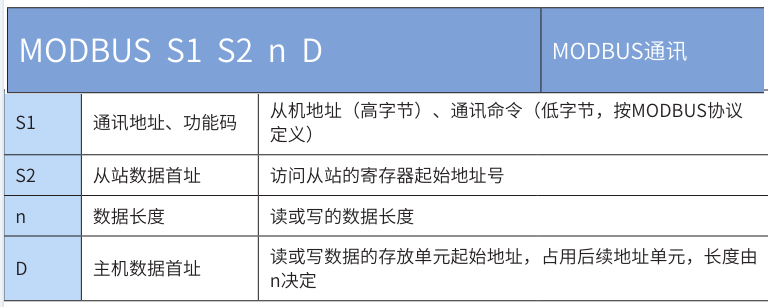 MODBUS S1 S2 n D
MODBUS通讯
S1
通讯地址、功能码
从机地址（高字节）、通讯命令（低字节，按MODBUS协议
定义）
S2
从站数据首址
访问从站的寄存器起始地址号
n
数据长度
读或写的数据长度
D
主机数据首址
读或写数据的存放单元起始地址，占用后续地址单元，长度由
n决定